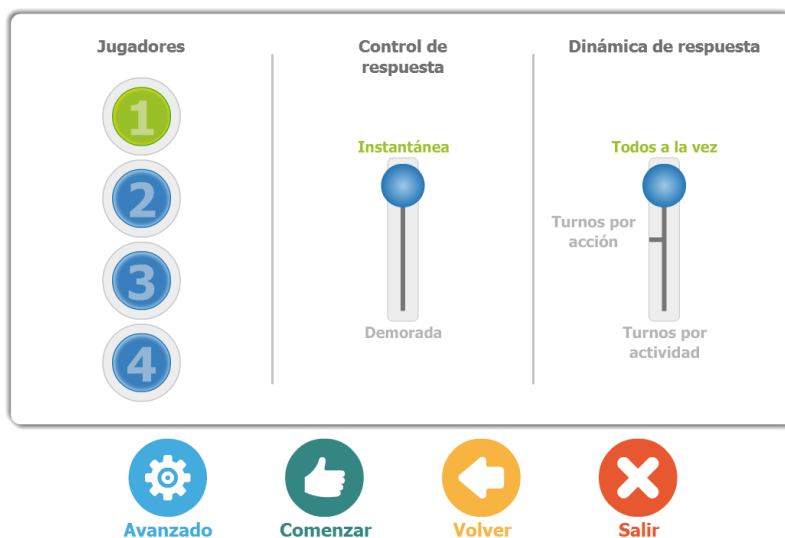 Jugadores
1
2
3
4
Control de
respuesta
Instantánea
Demorada
Dinámica de respuesta
Todos a la vez
Turnos por
acción
Turnos por
actividad
Avanzado
Comenzar
Volver
Salir